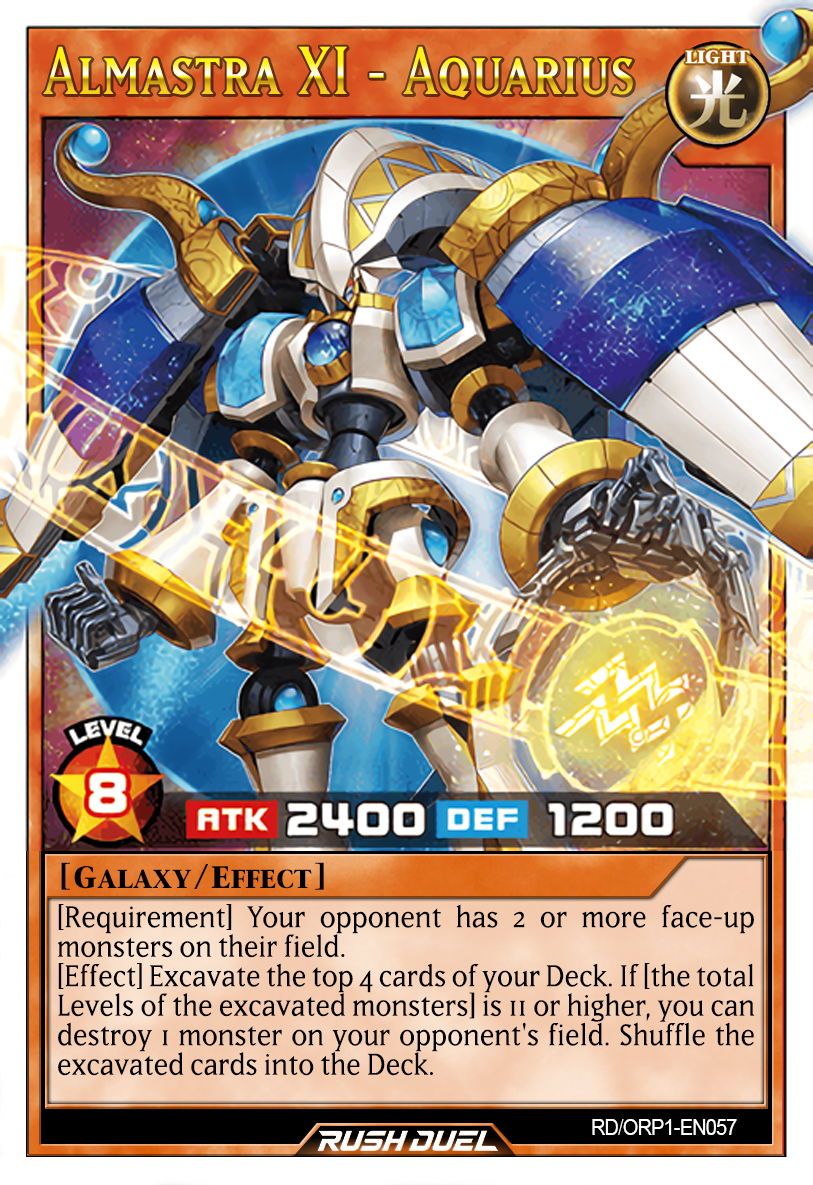 Almastra XI - Aquarius
LIGHT
光
LEVEL
8
ATK 2400 DEF 1200
[Galaxy/Effect]
[Requirement] Your opponent has 2 or more face-up
monsters on their field.
[Effect] Excavate the top 4 cards of your Deck. If [the total
Levels of the excavated monsters] is 11 or higher, you can
destroy 1 monster on your opponent's field. Shuffle the
excavated cards into the Deck.
RUSH DUEL
RD/ORP1-EN057